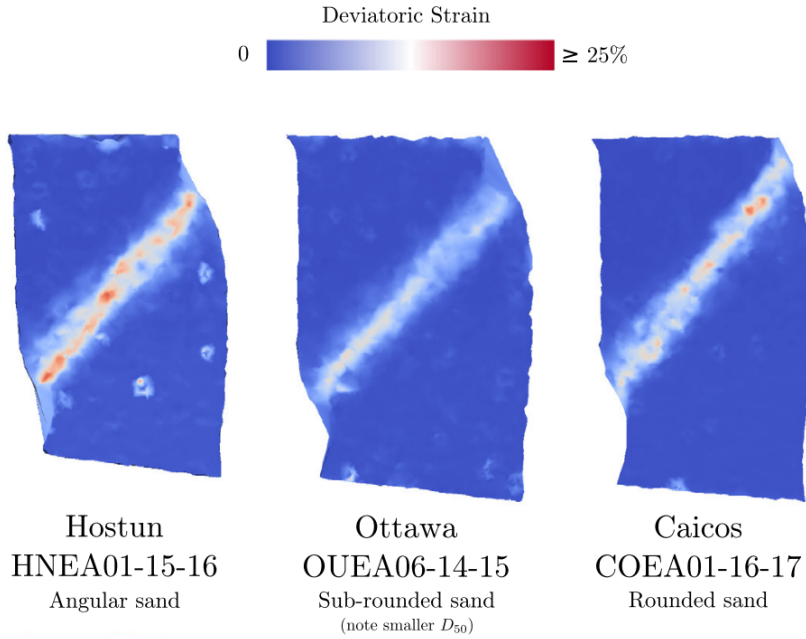 Deviatoric Strain
0
≥ 25%
Hostun
HNEA01-15-16
Angular sand
Ottawa
OUEA06-14-15
Sub-rounded sand
(note smaller D50)
Caicos
COEA01-16-17
Rounded sand